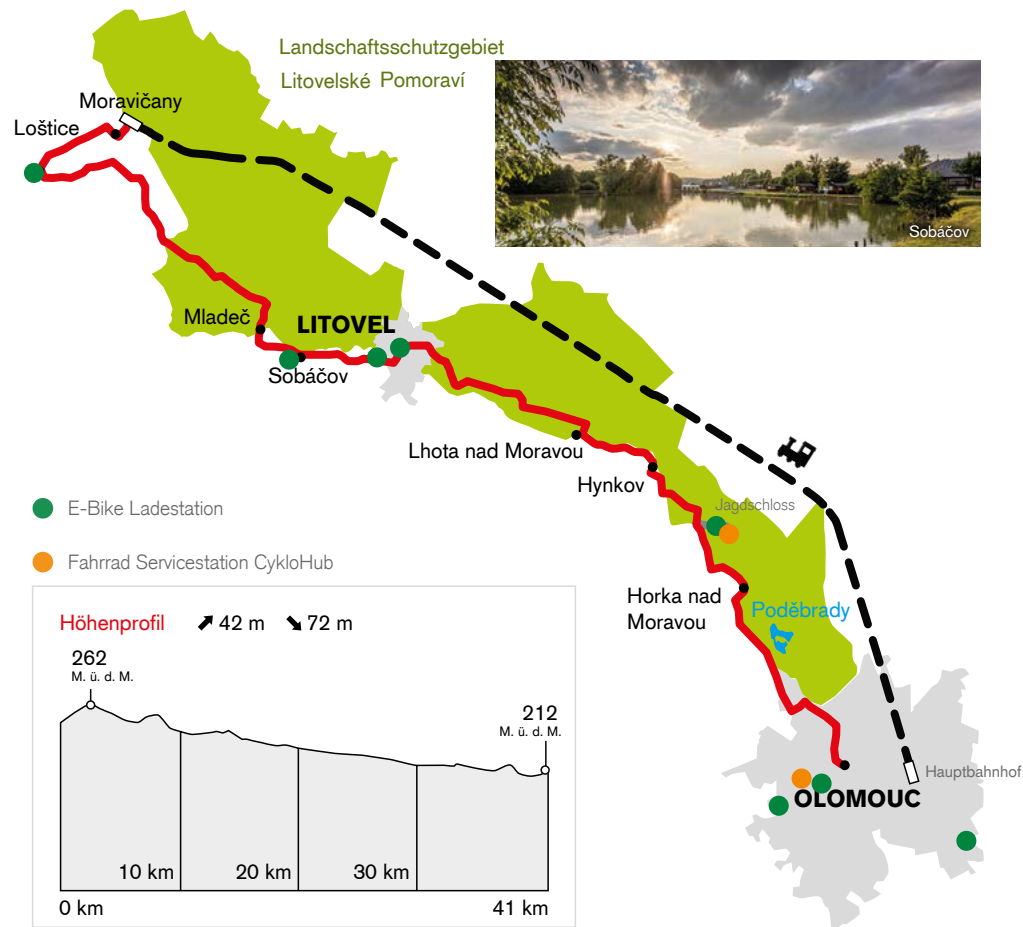 Landschaftsschutzgebiet
Litovelské Pomoraví
Moravičany
Loštice
Sobáčov
Mladeč
LITOVEL
Sobáčov
Lhota nad Moravou
Hynkov
Jagdschloss
E-Bike Ladestation
Fahrrad Servicestation CykloHub
Horka nad
Moravou
Poděbrady
Höhenprofil 42 m 72 m
262
M. ü. d. M.
212
M. ü. d. M.
Hauptbahnhof
OLOMOUC
10 km 20 km 30 km
0 km 41 km